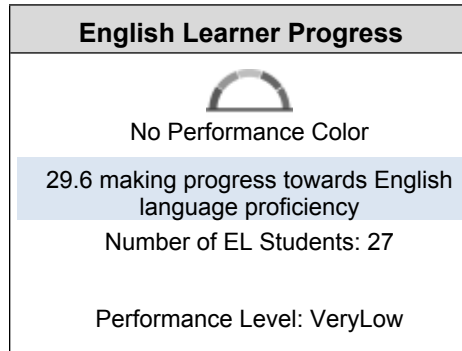 English Learner Progress
No Performance Color
29.6 making progress towards English
language proficiency
Number of EL Students: 27
Performance Level: VeryLow